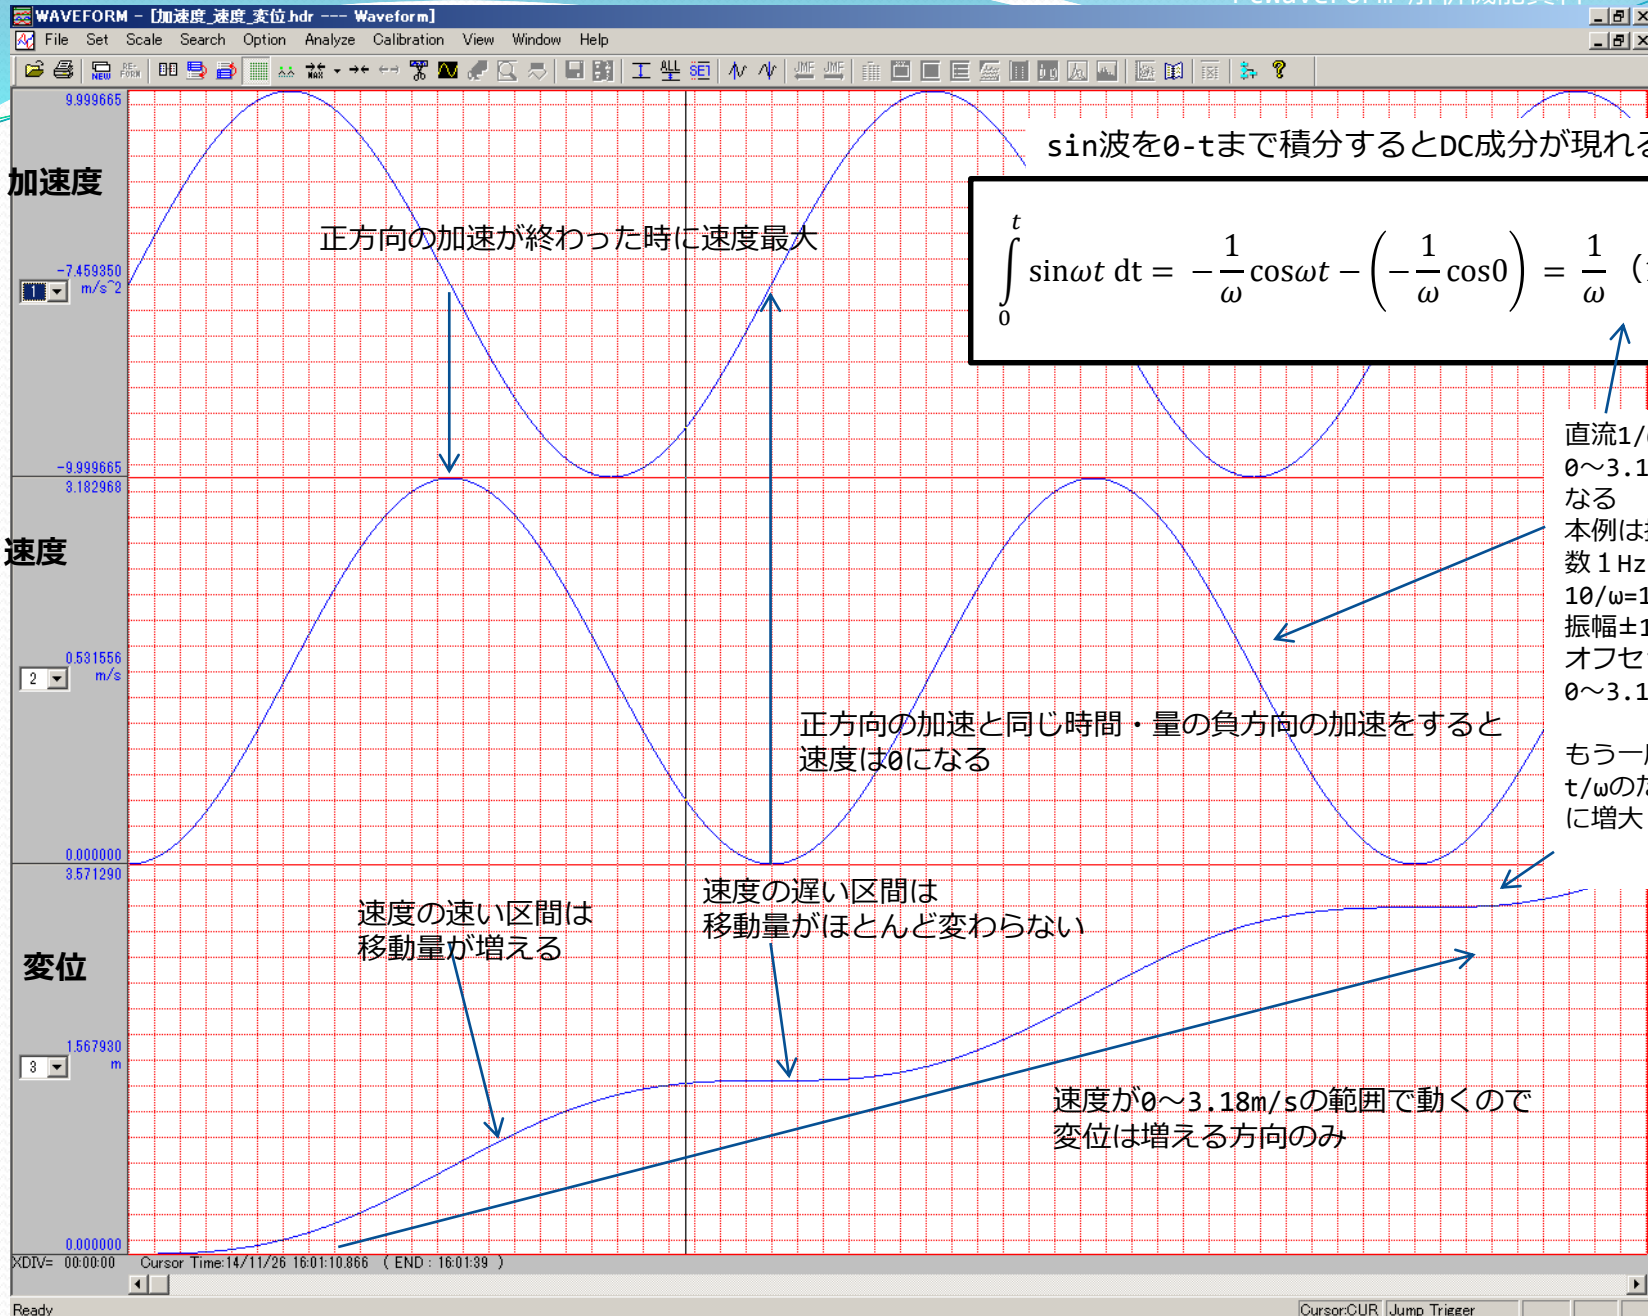 WAVEFORM - [加速度_速度_変位.hdr --- Waveform]
File Set Scale Search Option Analyze Calibration View Window Help
9.999665
加速度
-7.459350
1 m/s^2
-9.999665
3.182968
速度
0.531556
2 m/s
0.000000
3.571290
変位
1.567930
3 m
0.000000
sin波を0-tまで積分するとDC成分が現れる
∫₀ᵗ sinωt dt = −1/ω cosωt − (−1/ω cos0) = 1/ω (
正方向の加速が終わった時に速度最大
直流1/
0～3.1
なる
本例は
数１Hz
10/ω=1
振幅±1
オフセ
0～3.1
もう一
t/ωの
に増大
正方向の加速と同じ時間・量の負方向の加速をすると
速度は0になる
速度の速い区間は
移動量が増える
速度の遅い区間は
移動量がほとんど変わらない
速度が0～3.18m/sの範囲で動くので
変位は増える方向のみ
XDIV= 00:00:00 Cursor Time:14/11/26 16:01:10.866 ( END : 16:01:39 )
Ready Cursor:CUR Jump Trigger